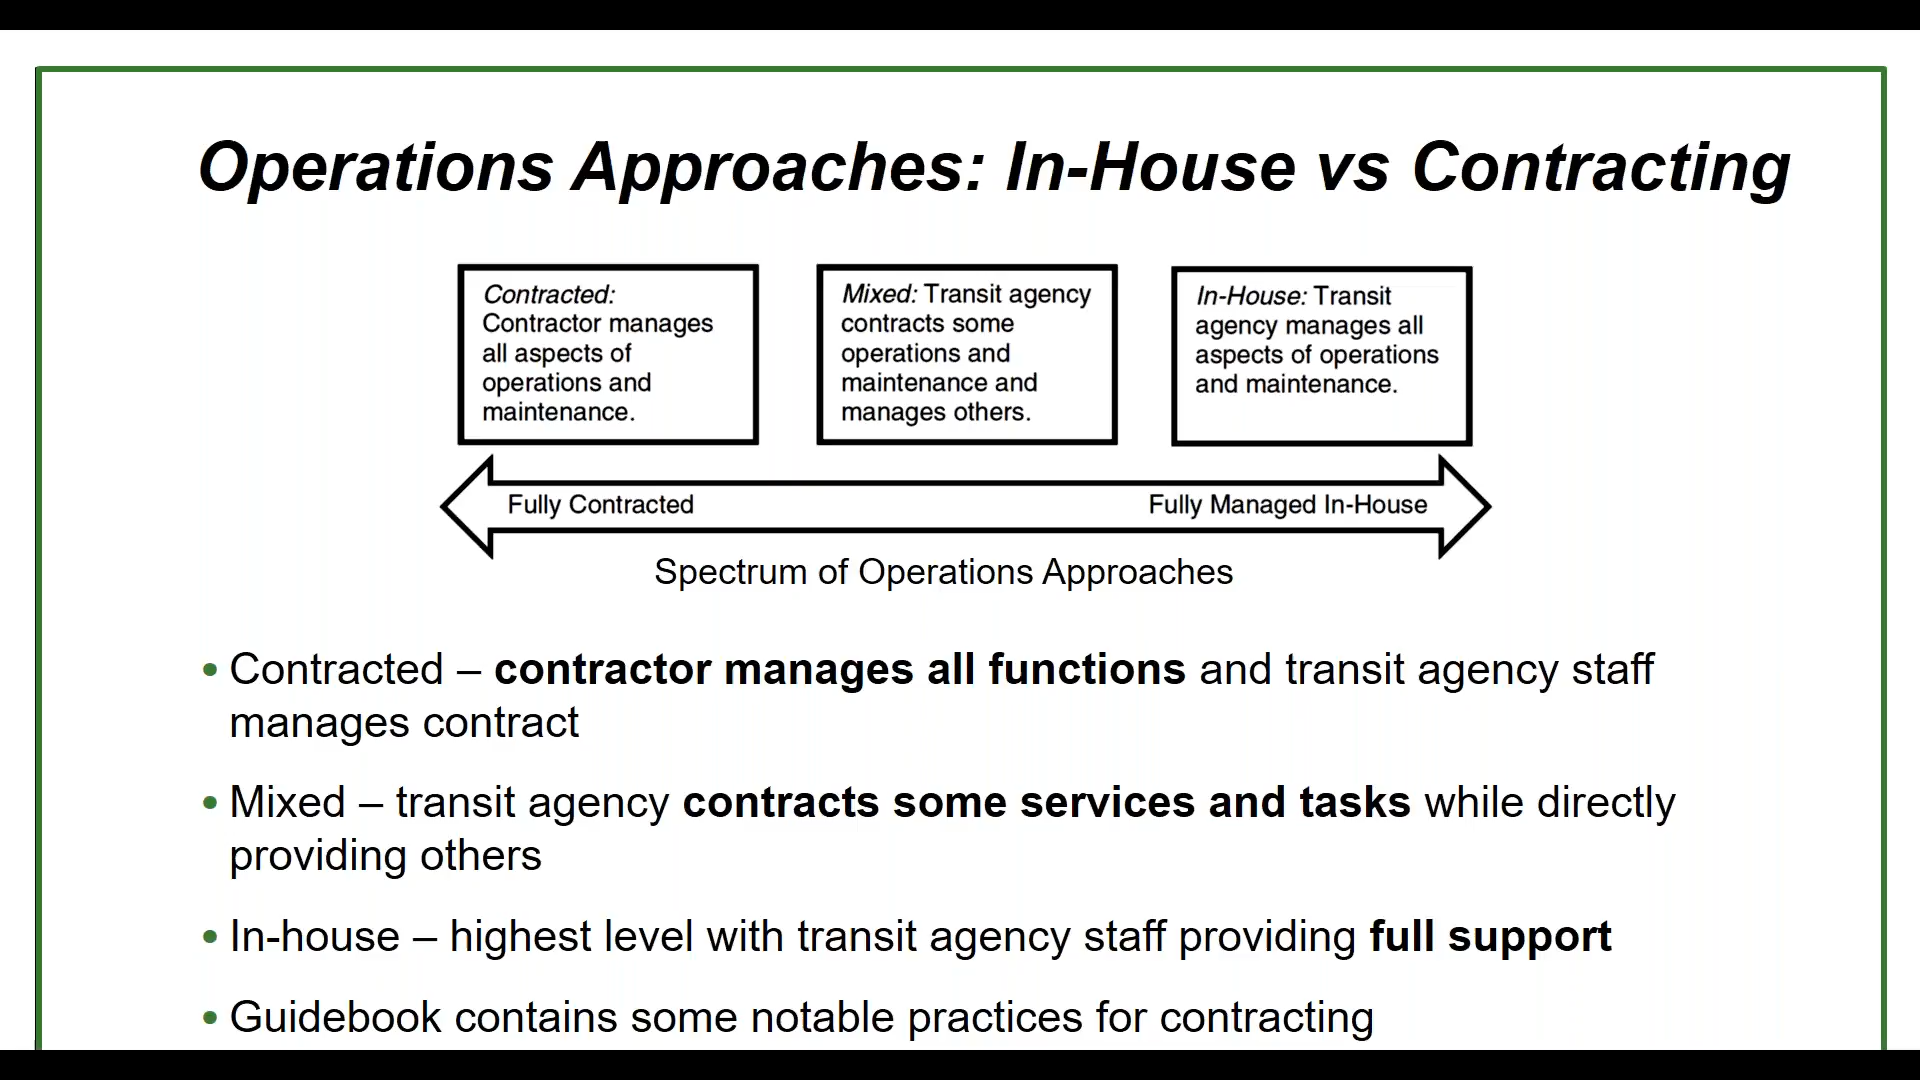 Operations Approaches: In-House vs Contracting
Contracted:
Contractor manages
all aspects of
operations and
maintenance.
Mixed: Transit agency
contracts some
operations and
maintenance and
manages others.
In-House: Transit
agency manages all
aspects of operations
and maintenance.
Fully Contracted
Fully Managed In-House
Spectrum of Operations Approaches
• Contracted – contractor manages all functions and transit agency staff
manages contract
• Mixed – transit agency contracts some services and tasks while directly
providing others
• In-house – highest level with transit agency staff providing full support
• Guidebook contains some notable practices for contracting